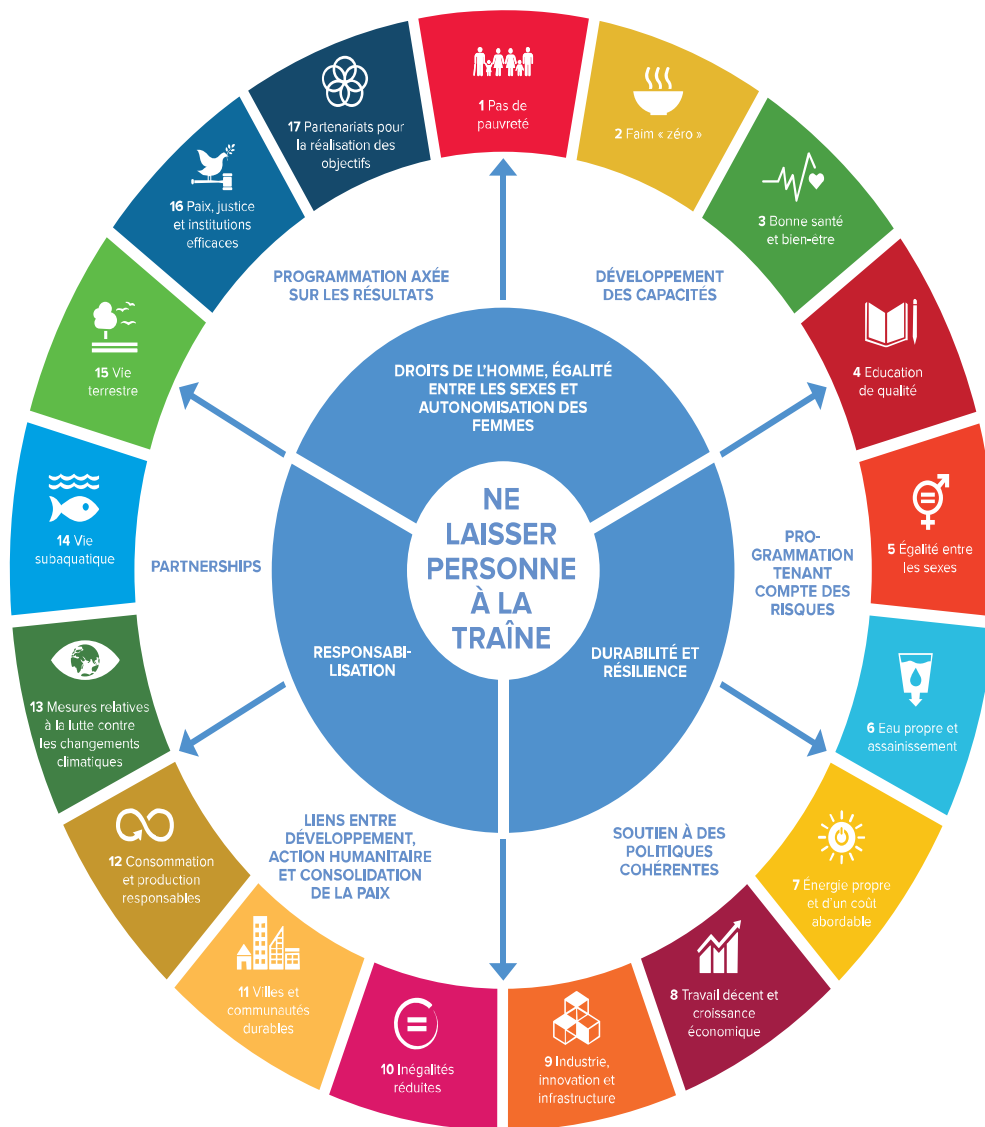 1 Pas de
pauvreté
2 Faim « zéro »
3 Bonne santé
et bien-être
4 Education
de qualité
5 Égalité entre
les sexes
6 Eau propre et
assainissement
7 Énergie propre
et d'un coût
abordable
8 Travail décent et
croissance
économique
9 Industrie,
innovation et
infrastructure
10 Inégalités
réduites
11 Villes et
communautés
durables
12 Consommation
et production
responsables
13 Mesures relatives
à la lutte contre
les changements
climatiques
14 Vie
subaquatique
15 Vie
terrestre
16 Paix, justice
et institutions
efficaces
17 Partenariats pour
la réalisation des
objectifs
PROGRAMMATION AXÉE
SUR LES RÉSULTATS
DÉVELOPPEMENT
DES CAPACITÉS
PRO-
GRAMMATION
TENANT
COMPTE DES
RISQUES
SOUTIEN À DES
POLITIQUES
COHÉRENTES
LIENS ENTRE
DÉVELOPPEMENT,
ACTION HUMANITAIRE
ET CONSOLIDATION
DE LA PAIX
PARTNERSHIPS
DROITS DE L'HOMME, ÉGALITÉ
ENTRE LES SEXES ET
AUTONOMISATION DES
FEMMES
DURABILITÉ ET
RÉSILIENCE
RESPONSABI-
LISATION
NE
LAISSER
PERSONNE
À LA
TRAÎNE